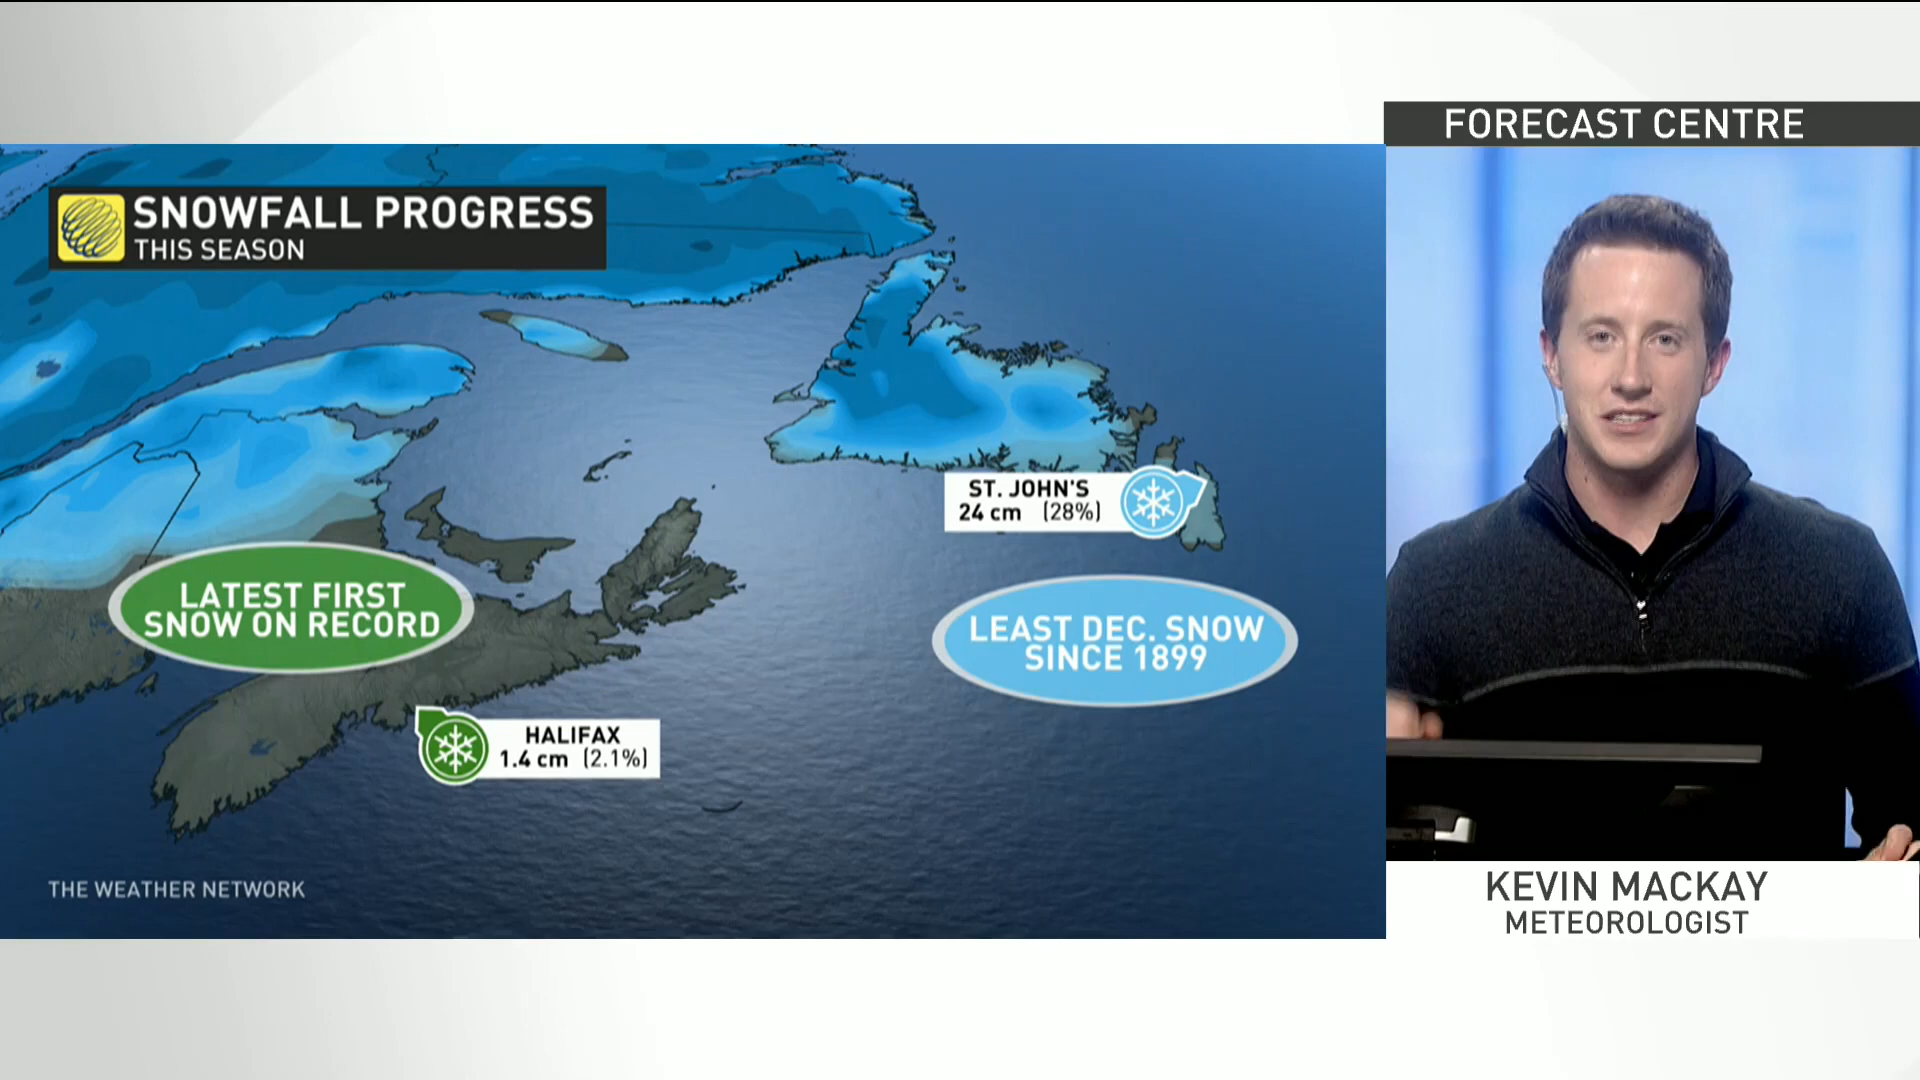 FORECAST CENTRE
SNOWFALL PROGRESS
THIS SEASON
ST. JOHN'S
24 cm (28%)
LATEST FIRST
SNOW ON RECORD
LEAST DEC. SNOW
SINCE 1899
HALIFAX
1.4 cm (2.1%)
THE WEATHER NETWORK
KEVIN MACKAY
METEOROLOGIST